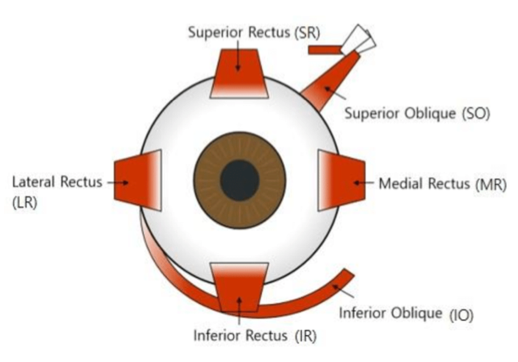 Superior Rectus (SR)
Superior Oblique (SO)
Lateral Rectus
(LR)
Medial Rectus (MR)
Inferior Oblique (IO)
Inferior Rectus (IR)